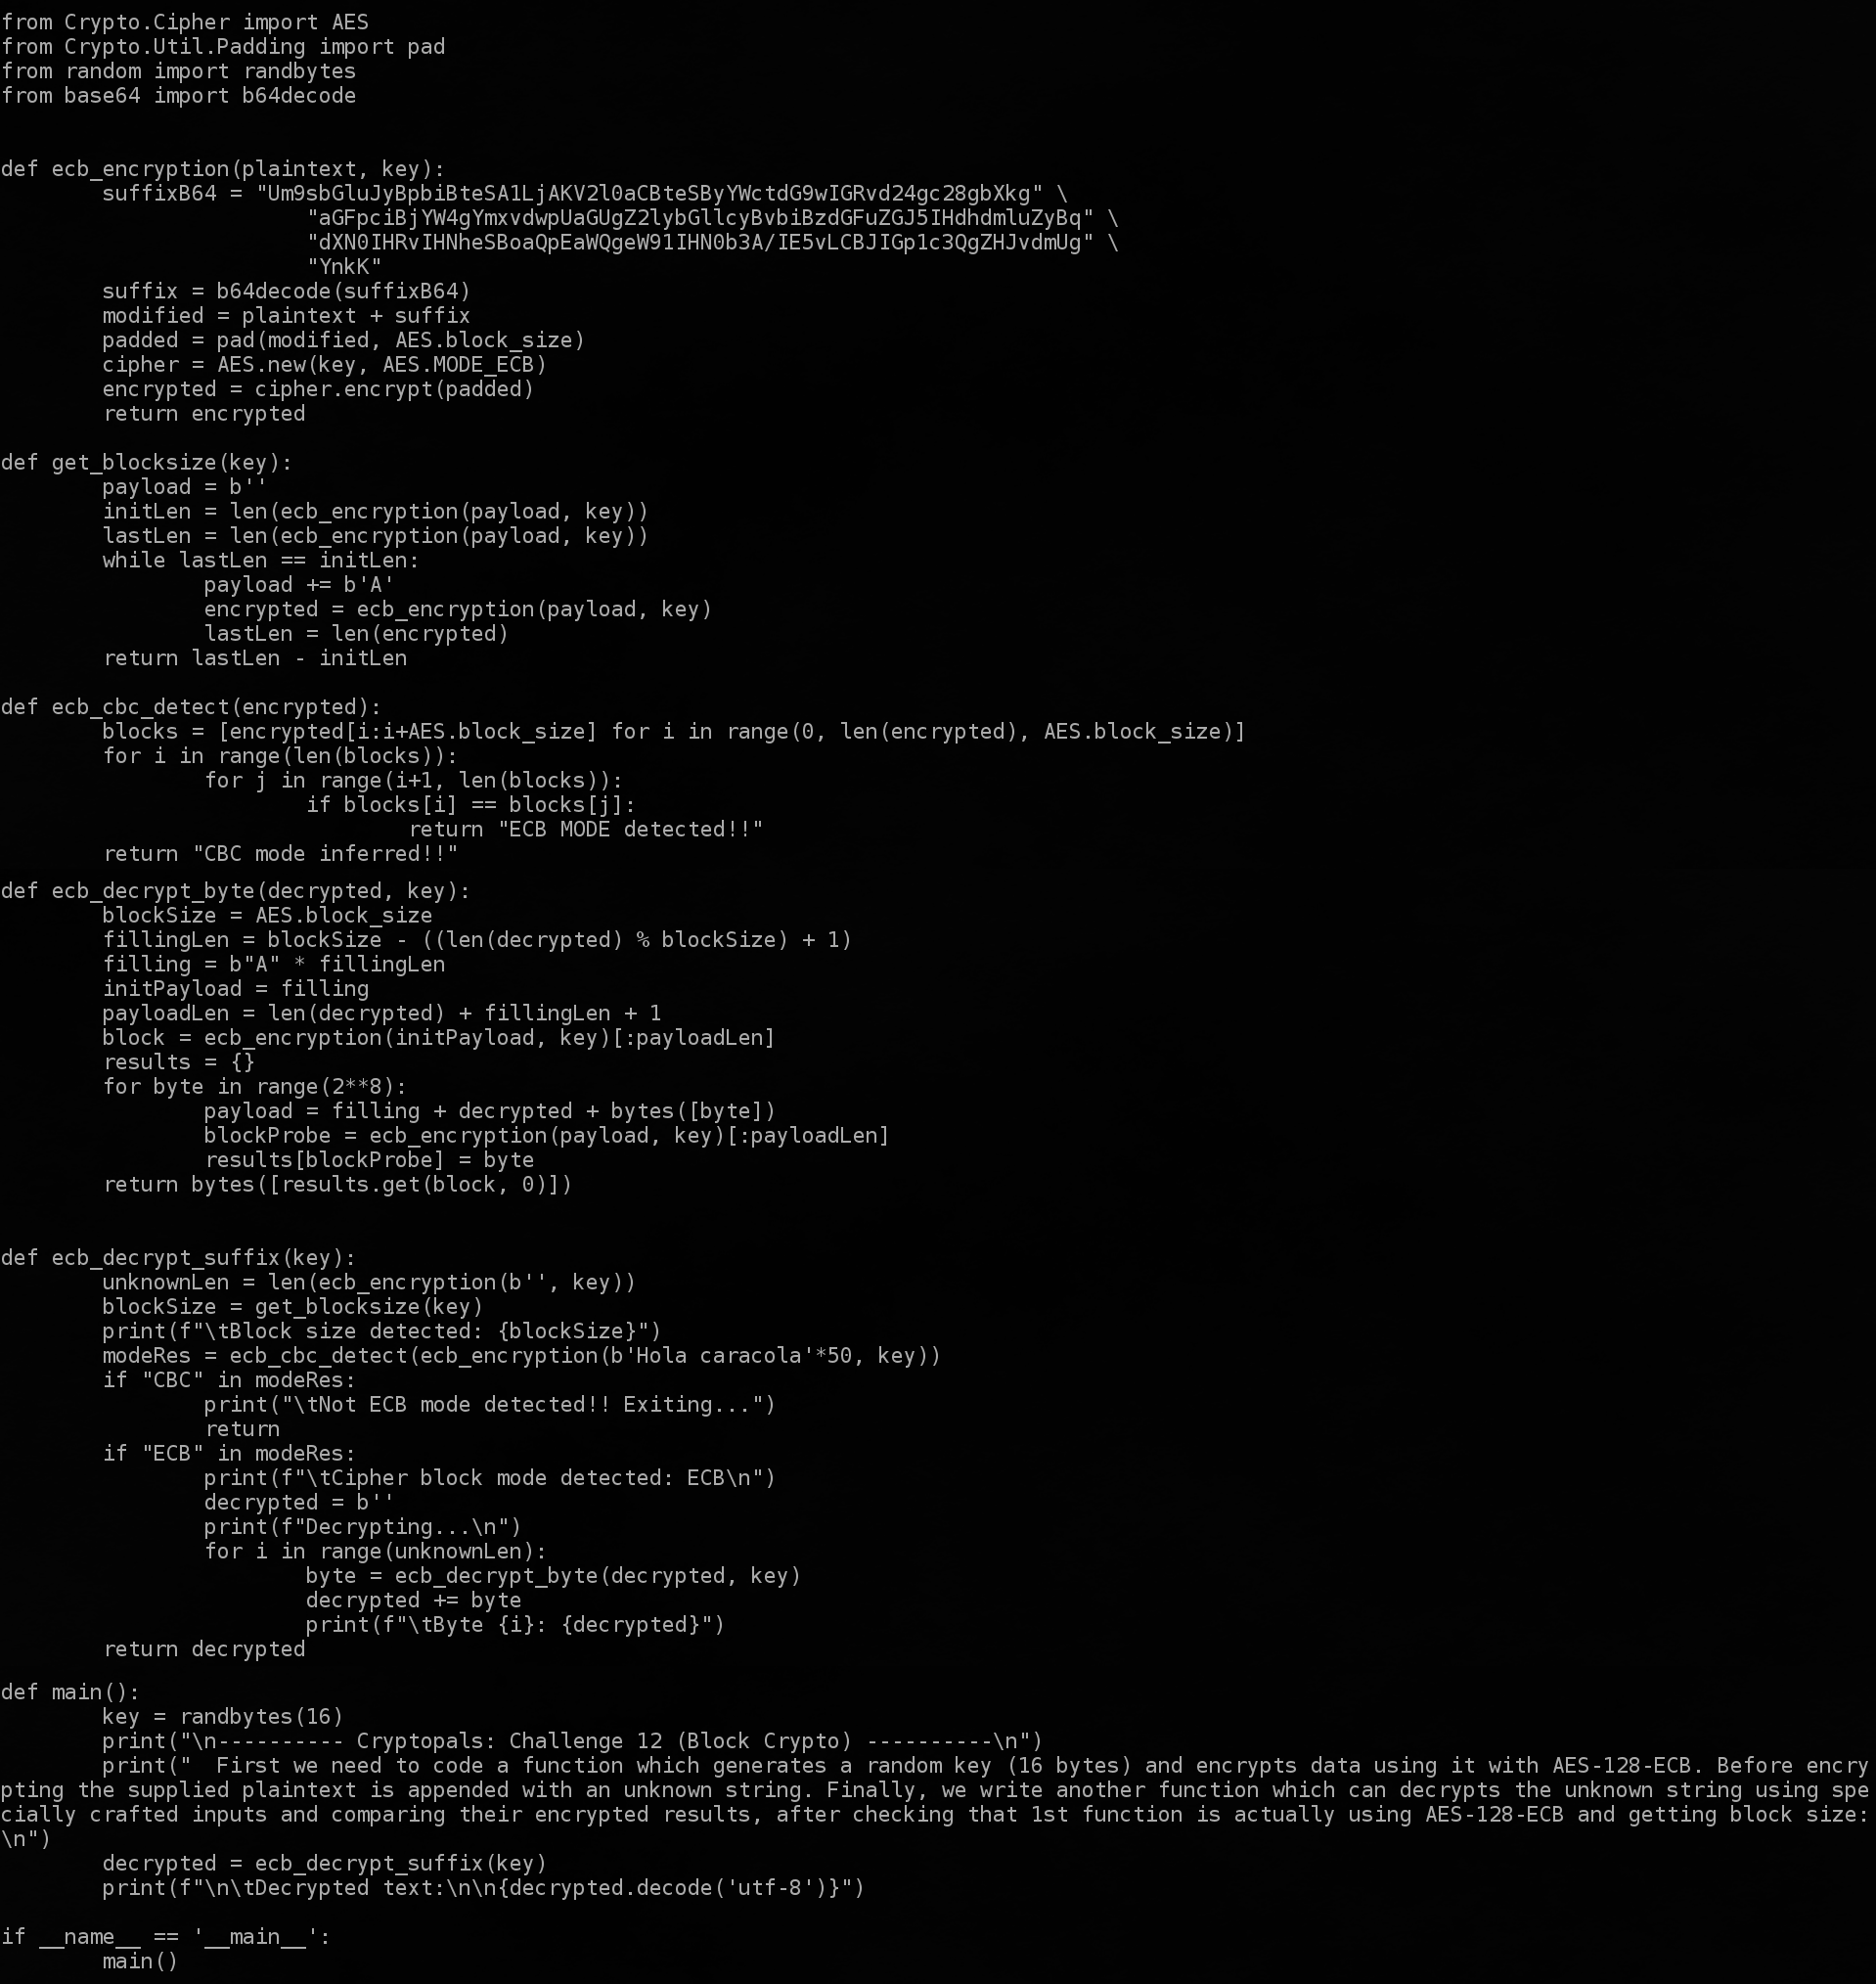 from Crypto.Cipher import AES
from Crypto.Util.Padding import pad
from random import randbytes
from base64 import b64decode
def ecb_encryption(plaintext, key):
suffixB64 = "Um9sbGluJyBpbiBteSA1LjAKV2l0aCBteSByYWctdG9wIGRvd24gc28gbXkg" \
"aGFpciBjYW4gYmxvdwpUaGUgZ2lybGllcyBvbiBzdGFuZGJ5IHdhdmluZyBq" \
"dXN0IHRvIHNheSBoaQpEaWQgeW91IHN0b3A/IE5vLCBJIGp1c3QgZHJvdmUg" \
"YnkK"
suffix = b64decode(suffixB64)
modified = plaintext + suffix
padded = pad(modified, AES.block_size)
cipher = AES.new(key, AES.MODE_ECB)
encrypted = cipher.encrypt(padded)
return encrypted
def get_blocksize(key):
payload = b''
initLen = len(ecb_encryption(payload, key))
lastLen = len(ecb_encryption(payload, key))
while lastLen == initLen:
payload += b'A'
encrypted = ecb_encryption(payload, key)
lastLen = len(encrypted)
return lastLen - initLen
def ecb_cbc_detect(encrypted):
blocks = [encrypted[i:i+AES.block_size] for i in range(0, len(encrypted), AES.block_size)]
for i in range(len(blocks)):
for j in range(i+1, len(blocks)):
if blocks[i] == blocks[j]:
return "ECB MODE detected!!"
return "CBC mode inferred!!"
def ecb_decrypt_byte(decrypted, key):
blockSize = AES.block_size
fillingLen = blockSize - ((len(decrypted) % blockSize) + 1)
filling = b"A" * fillingLen
initPayload = filling
payloadLen = len(decrypted) + fillingLen + 1
block = ecb_encryption(initPayload, key)[:payloadLen]
results = {}
for byte in range(2**8):
payload = filling + decrypted + bytes([byte])
blockProbe = ecb_encryption(payload, key)[:payloadLen]
results[blockProbe] = byte
return bytes([results.get(block, 0)])
def ecb_decrypt_suffix(key):
unknownLen = len(ecb_encryption(b'', key))
blockSize = get_blocksize(key)
print(f"\tBlock size detected: {blockSize}")
modeRes = ecb_cbc_detect(ecb_encryption(b'Hola caracola'*50, key))
if "CBC" in modeRes:
print("\tNot ECB mode detected!! Exiting...")
return
if "ECB" in modeRes:
print(f"\tCipher block mode detected: ECB\n")
decrypted = b''
print(f"Decrypting...\n")
for i in range(unknownLen):
byte = ecb_decrypt_byte(decrypted, key)
decrypted += byte
print(f"\tByte {i}: {decrypted}")
return decrypted
def main():
key = randbytes(16)
print("\n---------- Cryptopals: Challenge 12 (Block Crypto) ----------\n")
print("  First we need to code a function which generates a random key (16 bytes) and encrypts data using it with AES-128-ECB. Before encry
pting the supplied plaintext is appended with an unknown string. Finally, we write another function which can decrypts the unknown string using spe
cially crafted inputs and comparing their encrypted results, after checking that 1st function is actually using AES-128-ECB and getting block size:
\n")
decrypted = ecb_decrypt_suffix(key)
print(f"\n\tDecrypted text:\n\n{decrypted.decode('utf-8')}")
if __name__ == '__main__':
main()